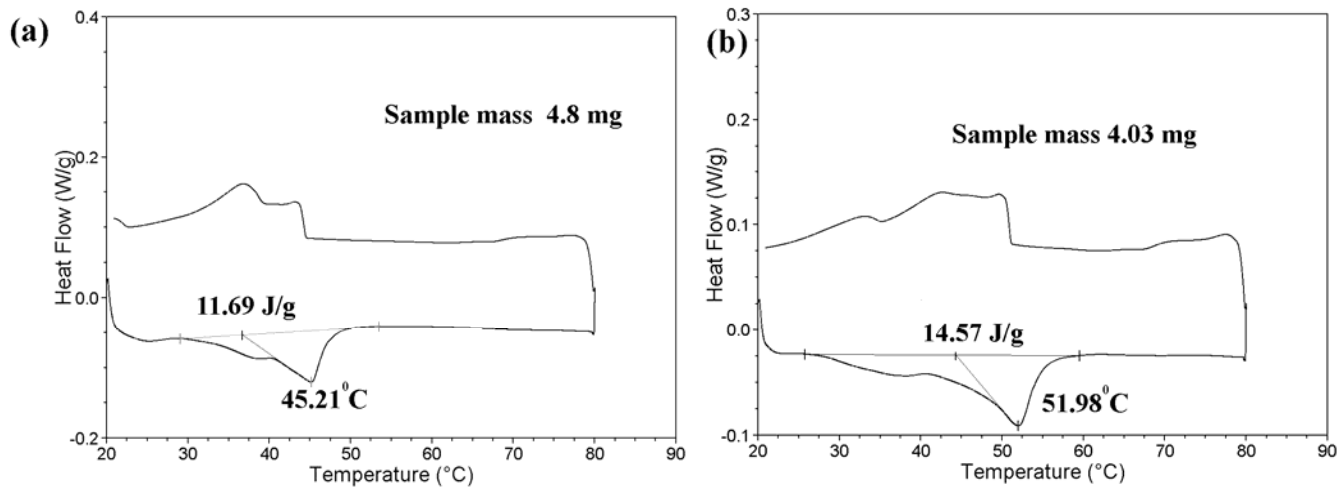 (a)
0.4
0.2
0.0
-0.2
Heat Flow (W/g)
Sample mass 4.8 mg
11.69 J/g
45.21⁰C
20 30 40 50 60 70 80 90
Temperature (°C)
(b)
0.3
0.2
0.1
0.0
-0.1
Heat Flow (W/g)
Sample mass 4.03 mg
14.57 J/g
51.98⁰C
20 30 40 50 60 70 80 90
Temperature (°C)